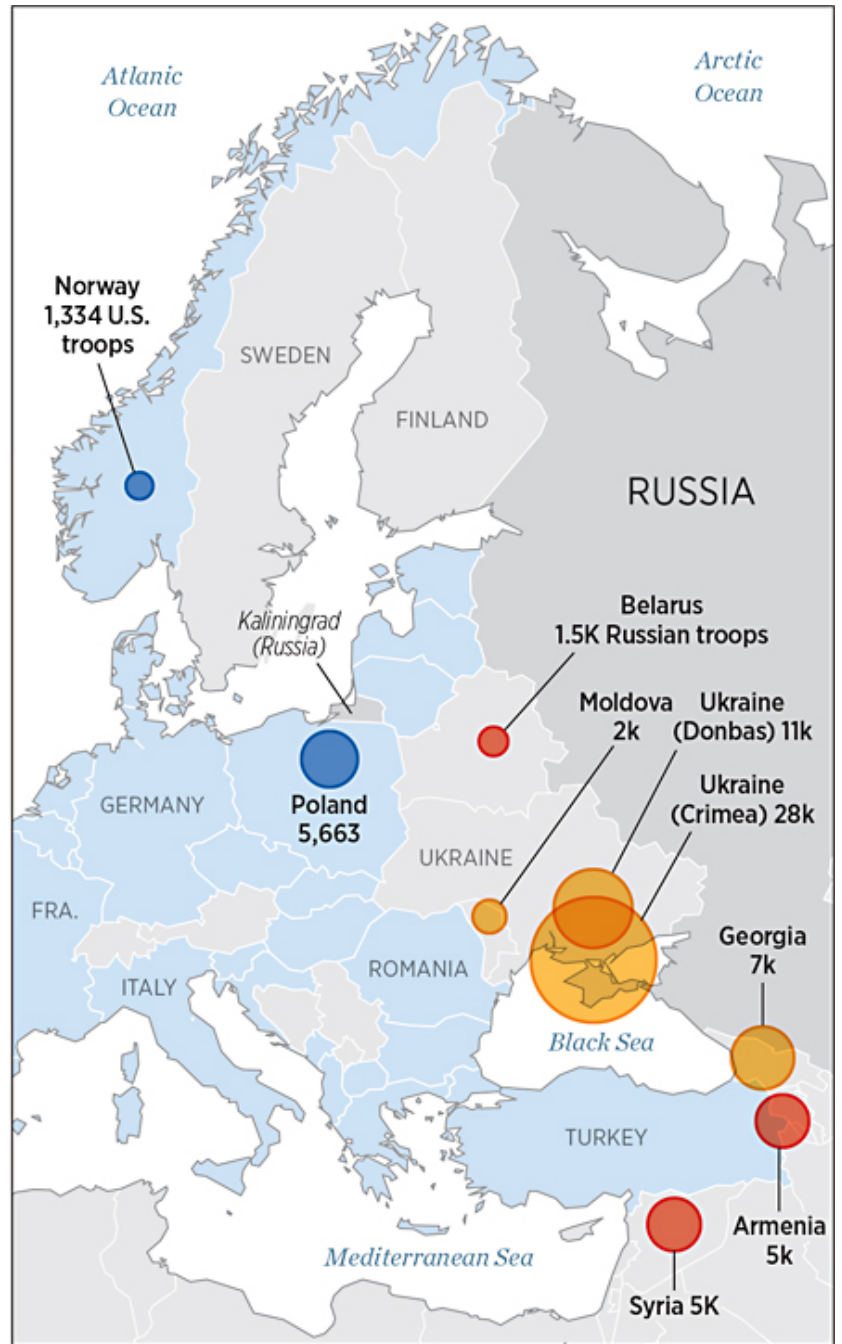 Atlanic
Ocean
Arctic
Ocean
Norway
1,334 U.S.
troops
SWEDEN
FINLAND
RUSSIA
Kaliningrad
(Russia)
Belarus
1.5K Russian troops
Moldova
2k
Ukraine
(Donbas) 11k
Ukraine
(Crimea) 28k
GERMANY
Poland
5,663
UKRAINE
FRA.
ITALY
ROMANIA
Georgia
7k
Black Sea
TURKEY
Armenia
5k
Mediterranean Sea
Syria 5K